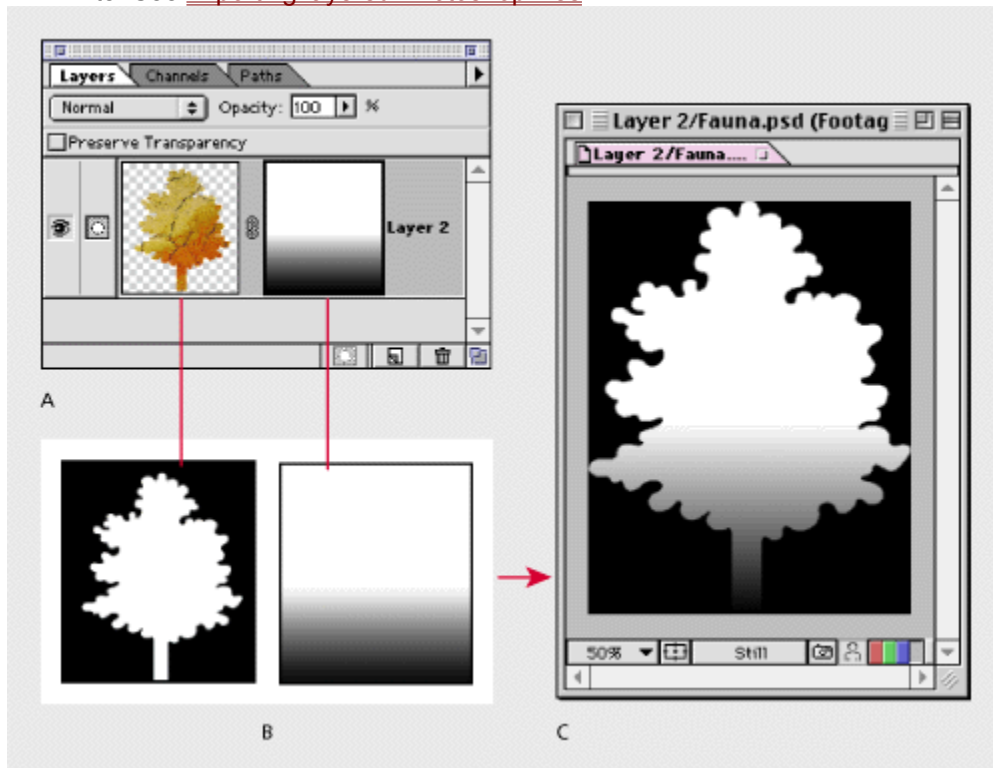 Layers Channels Paths
Normal Opacity: 100 %
Preserve Transparency
Layer 2
A
B
Layer 2/Fauna.psd (Footag
Layer 2/Fauna....
50% Still
C